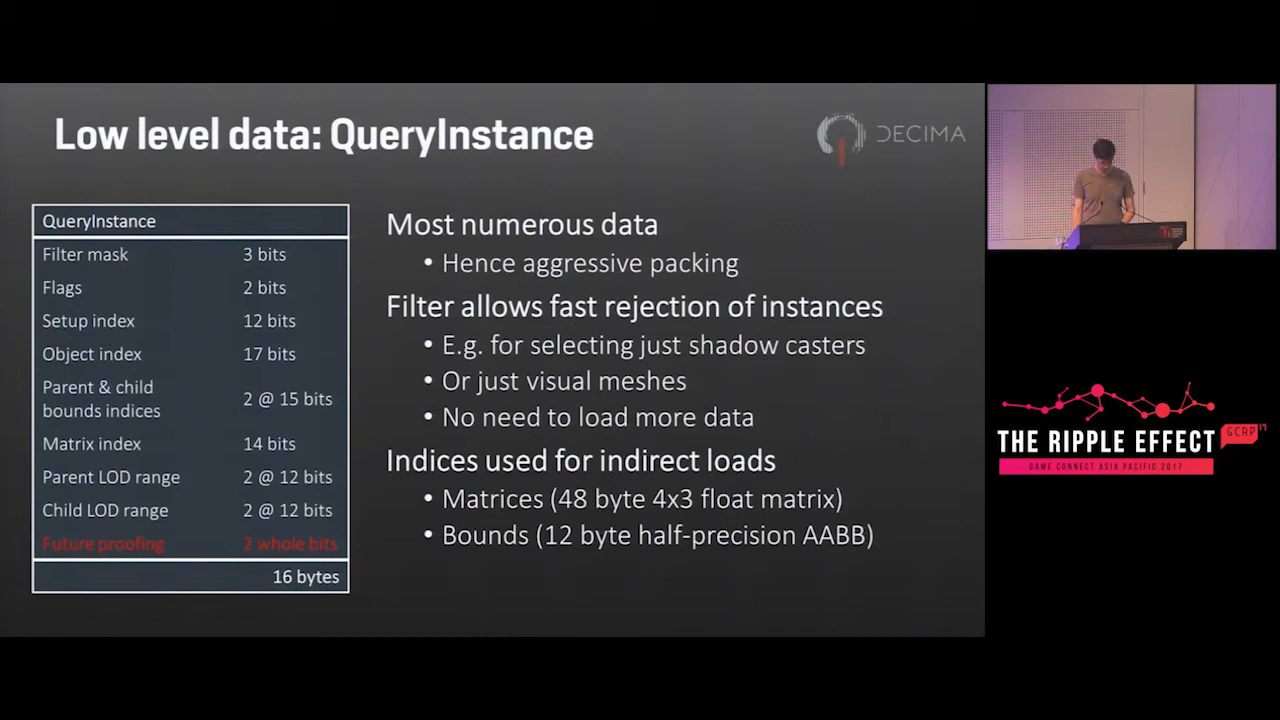 Low level data: QueryInstance
DECIMA
QueryInstance
Filter mask 3 bits
Flags 2 bits
Setup index 12 bits
Object index 17 bits
Parent & child
bounds indices 2 @ 15 bits
Matrix index 14 bits
Parent LOD range 2 @ 12 bits
Child LOD range 2 @ 12 bits
Future proofing 2 whole bits
16 bytes
Most numerous data
• Hence aggressive packing
Filter allows fast rejection of instances
• E.g. for selecting just shadow casters
• Or just visual meshes
• No need to load more data
Indices used for indirect loads
• Matrices (48 byte 4x3 float matrix)
• Bounds (12 byte half-precision AABB)
THE RIPPLE EFFECT
GCAP17
GAME CONNECT ASIA PACIFIC 2017